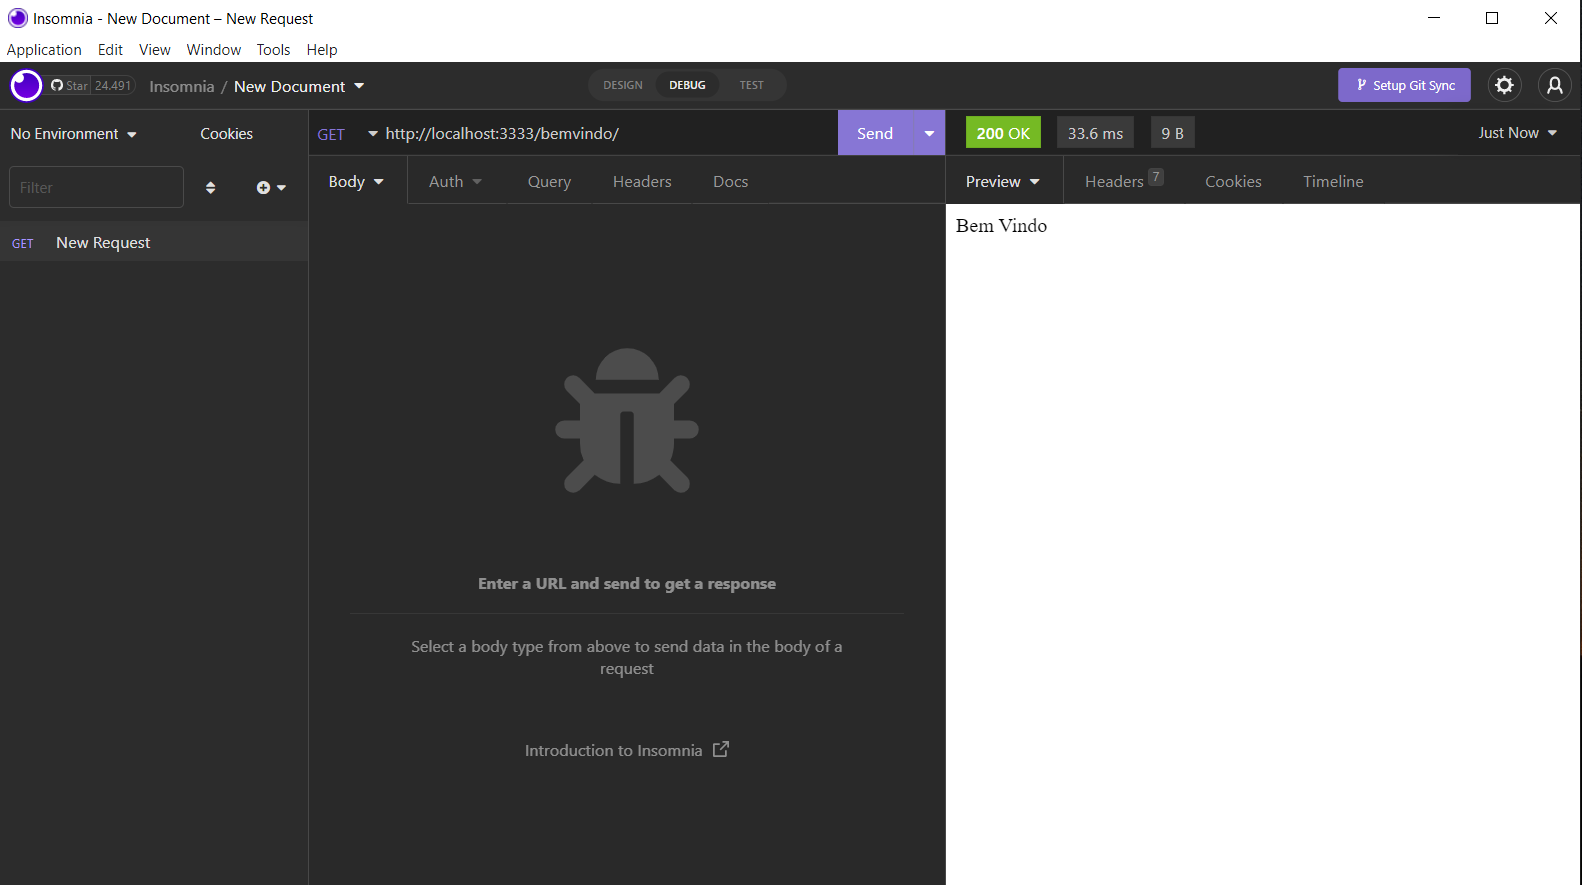 Insomnia - New Document – New Request
Application Edit View Window Tools Help
Star 24.491 Insomnia / New Document DESIGN DEBUG TEST Setup Git Sync
No Environment Cookies
Filter
GET New Request
GET http://localhost:3333/bemvindo/ Send
Body Auth Query Headers Docs
Enter a URL and send to get a response
Select a body type from above to send data in the body of a
request
Introduction to Insomnia
200 OK 33.6 ms 9 B Just Now
Preview Headers 7 Cookies Timeline
Bem Vindo